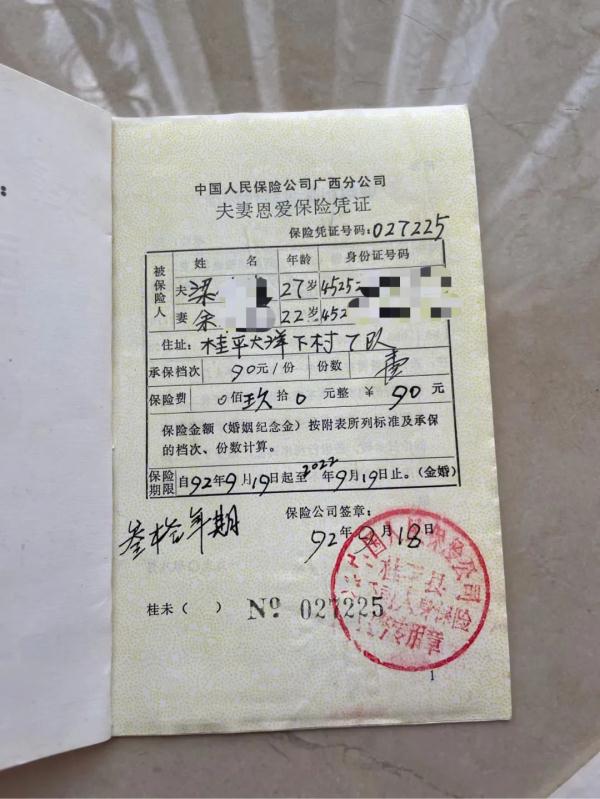 中国人民保险公司广西分公司
夫妻恩爱保险凭证
保险凭证号码:027225
被保险人 姓 名 年龄 身份证号码
夫 梁 27岁 4525
妻 余 22岁 452
住址: 桂平大洋下村7队
承保档次 90元/份 份数 壹
保险费 0佰玖拾0元整 ¥ 90元
保险金额(婚姻纪念金)按附表所列标准及承保
的档次、份数计算。
保险期限 自92年9月19日起至2022年9月19日止。(金婚)
保险公司签章:
叁拾年期
92年9月18日
桂未( ) Nº 027225
桂平县
1